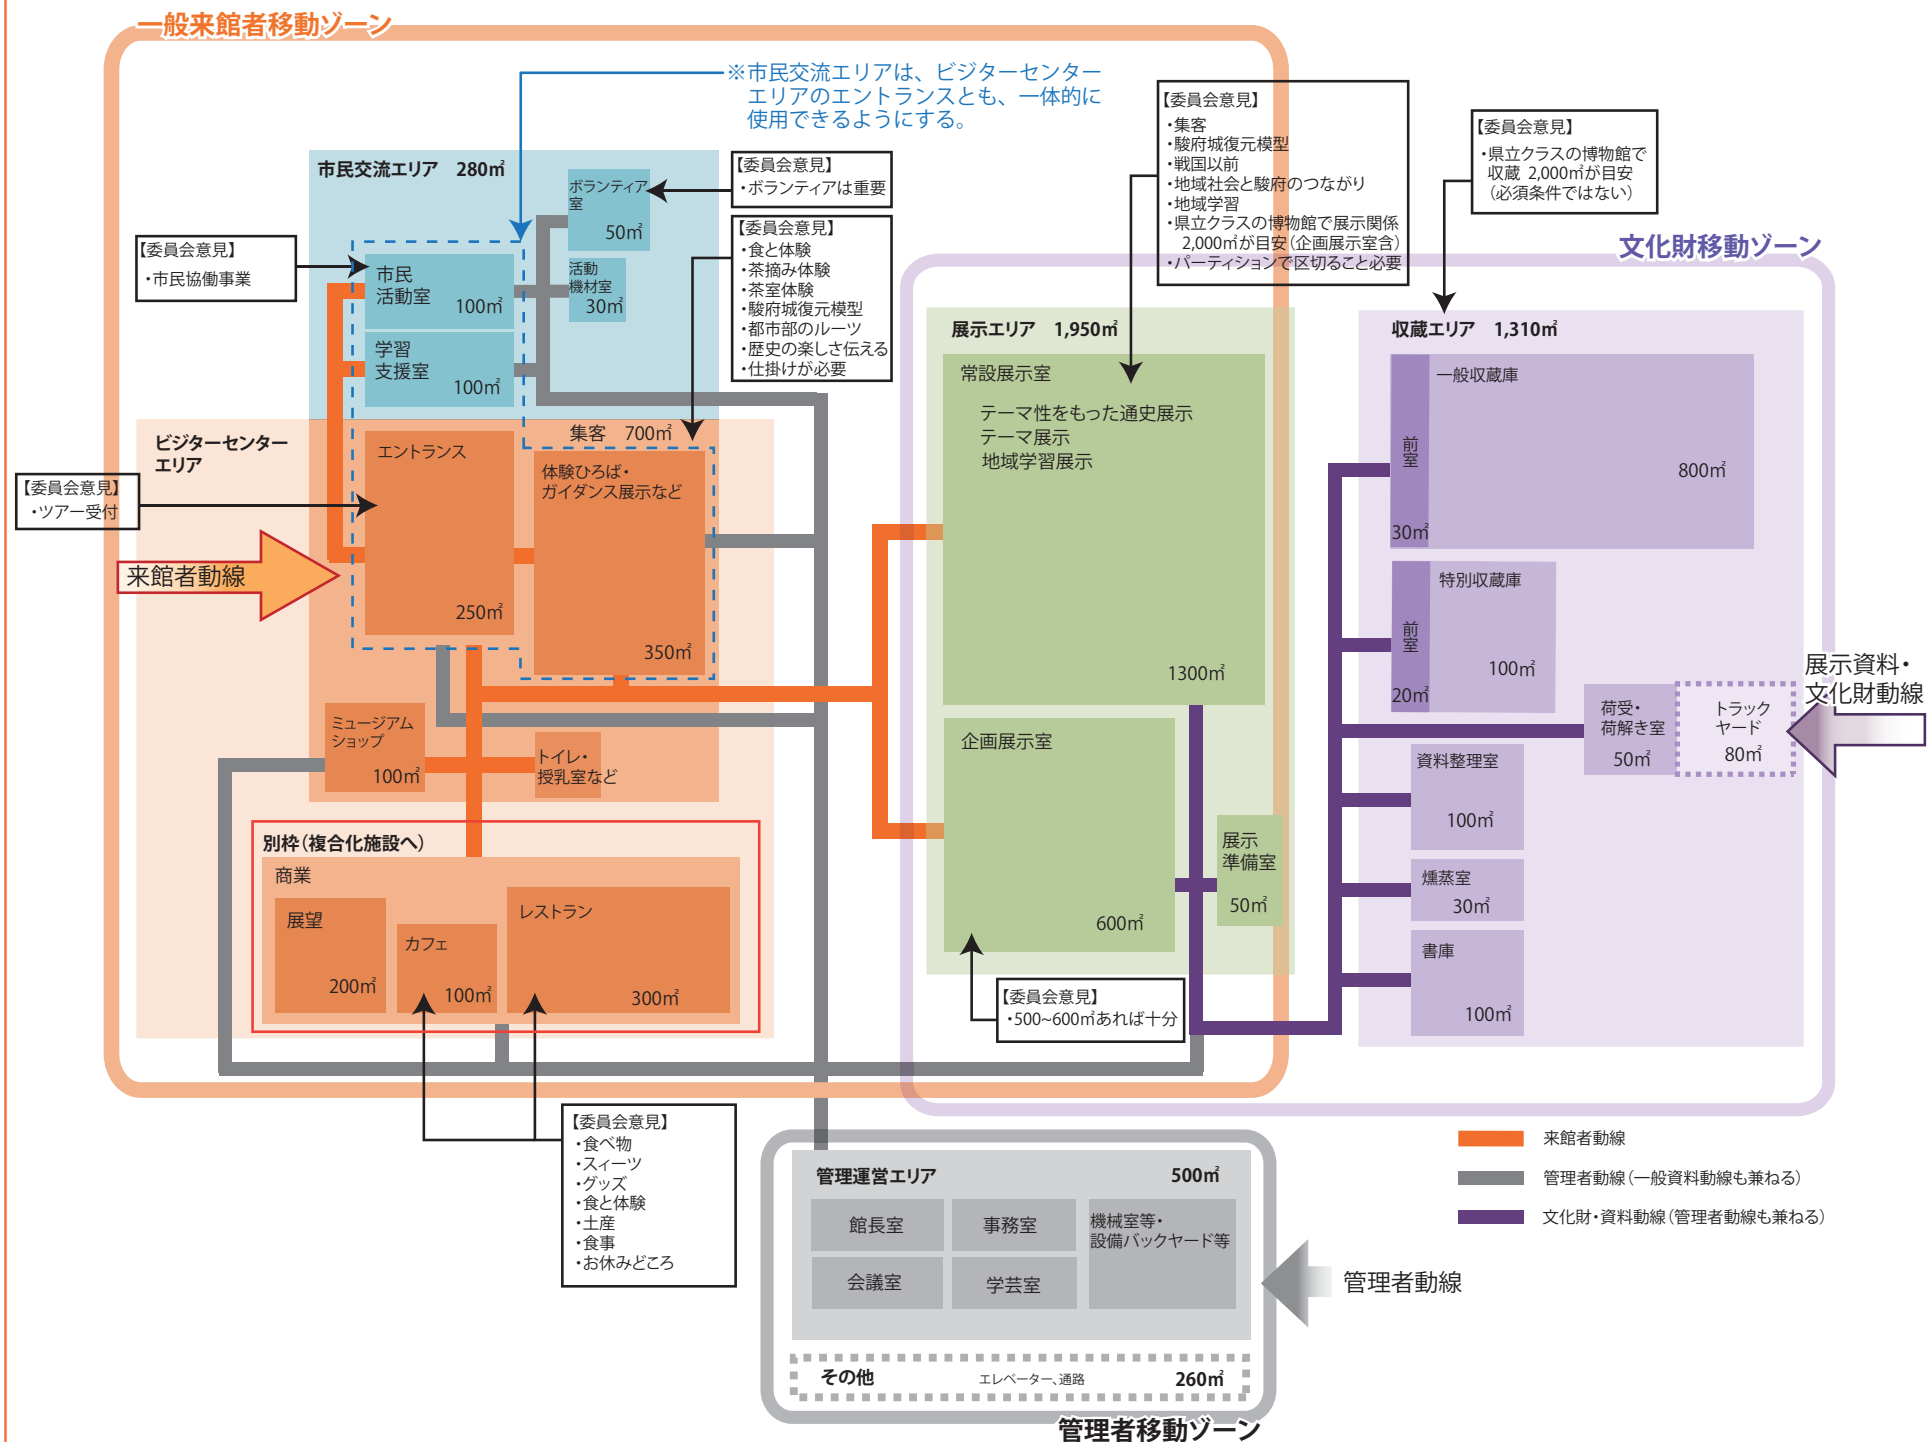 一般来館者移動ゾーン
※市民交流エリアは、ビジターセンター
エリアのエントランスとも、一体的に
使用できるようにする。
市民交流エリア 280㎡
ボランティア
室
50㎡
活動
機材室
30㎡
市民
活動室
100㎡
学習
支援室
100㎡
【委員会意見】
・市民協働事業
【委員会意見】
・ボランティアは重要
【委員会意見】
・食と体験
・茶摘み体験
・茶室体験
・駿府城復元模型
・都市部のルーツ
・歴史の楽しさ伝える
・仕掛けが必要
【委員会意見】
・集客
・駿府城復元模型
・戦国以前
・地域社会と駿府のつながり
・地域学習
・県立クラスの博物館で展示関係
2,000㎡が目安(企画展示室含)
・パーティションで区切ること必要
【委員会意見】
・県立クラスの博物館で
収蔵 2,000㎡が目安
(必須条件ではない)
文化財移動ゾーン
ビジターセンター
エリア
集客 700㎡
エントランス
250㎡
体験ひろば・
ガイダンス展示など
350㎡
【委員会意見】
・ツアー受付
来館者動線
ミュージアム
ショップ
100㎡
トイレ・
授乳室など
別枠(複合化施設へ)
商業
展望
200㎡
カフェ
100㎡
レストラン
300㎡
【委員会意見】
・食べ物
・スィーツ
・グッズ
・食と体験
・土産
・食事
・お休みどころ
展示エリア 1,950㎡
常設展示室
テーマ性をもった通史展示
テーマ展示
地域学習展示
1300㎡
企画展示室
600㎡
展示
準備室
50㎡
【委員会意見】
・500~600㎡あれば十分
収蔵エリア 1,310㎡
一般収蔵庫
前室
30㎡
800㎡
特別収蔵庫
前室
20㎡
100㎡
荷受・
荷解き室
50㎡
トラック
ヤード
80㎡
展示資料・
文化財動線
資料整理室
100㎡
燻蒸室
30㎡
書庫
100㎡
来館者動線
管理者動線(一般資料動線も兼ねる)
文化財・資料動線(管理者動線も兼ねる)
管理運営エリア 500㎡
館長室
事務室
機械室等・
設備バックヤード等
会議室
学芸室
管理者動線
その他 エレベーター、通路 260㎡
管理者移動ゾーン